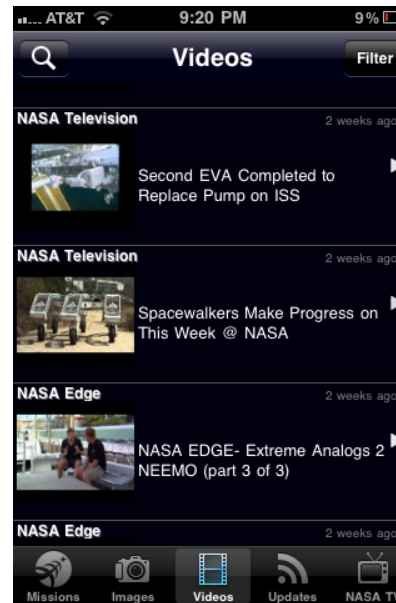 AT&T 9:20 PM 9%
Videos
Filter
NASA Television
2 weeks ago
Second EVA Completed to
Replace Pump on ISS
NASA Television
2 weeks ago
Spacewalkers Make Progress on
This Week @ NASA
NASA Edge
2 weeks ago
NASA EDGE- Extreme Analogs 2
NEEMO (part 3 of 3)
NASA Edge
2 weeks ago
Missions Images Videos Updates NASA TV